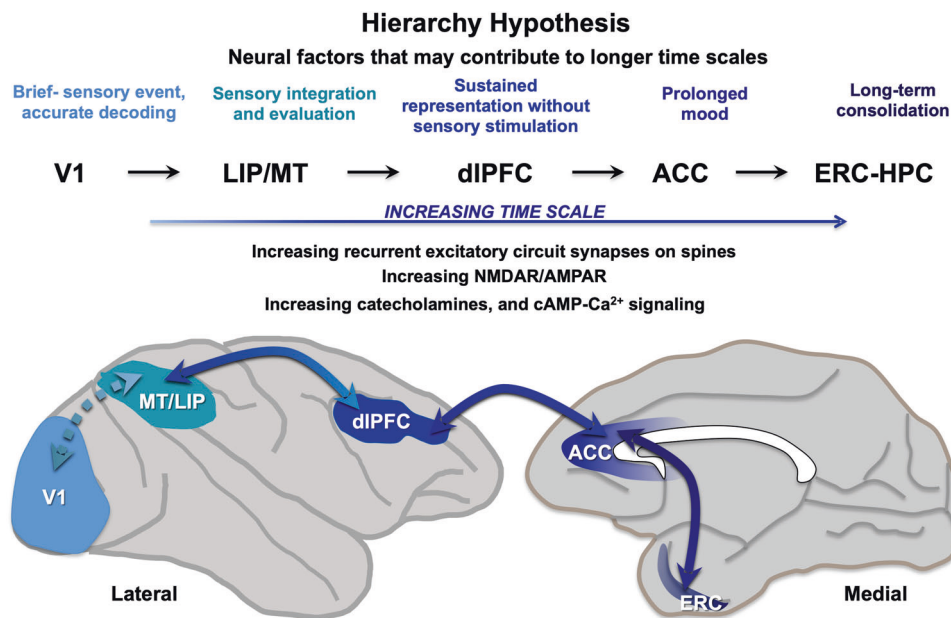 Hierarchy Hypothesis
Neural factors that may contribute to longer time scales
Brief- sensory event,
accurate decoding
Sensory integration
and evaluation
Sustained
representation without
sensory stimulation
Prolonged
mood
Long-term
consolidation
V1 → LIP/MT → dlPFC → ACC → ERC-HPC
INCREASING TIME SCALE
Increasing recurrent excitatory circuit synapses on spines
Increasing NMDAR/AMPAR
Increasing catecholamines, and cAMP-Ca²⁺ signaling
MT/LIP
dlPFC
ACC
V1
ERC
Lateral
Medial